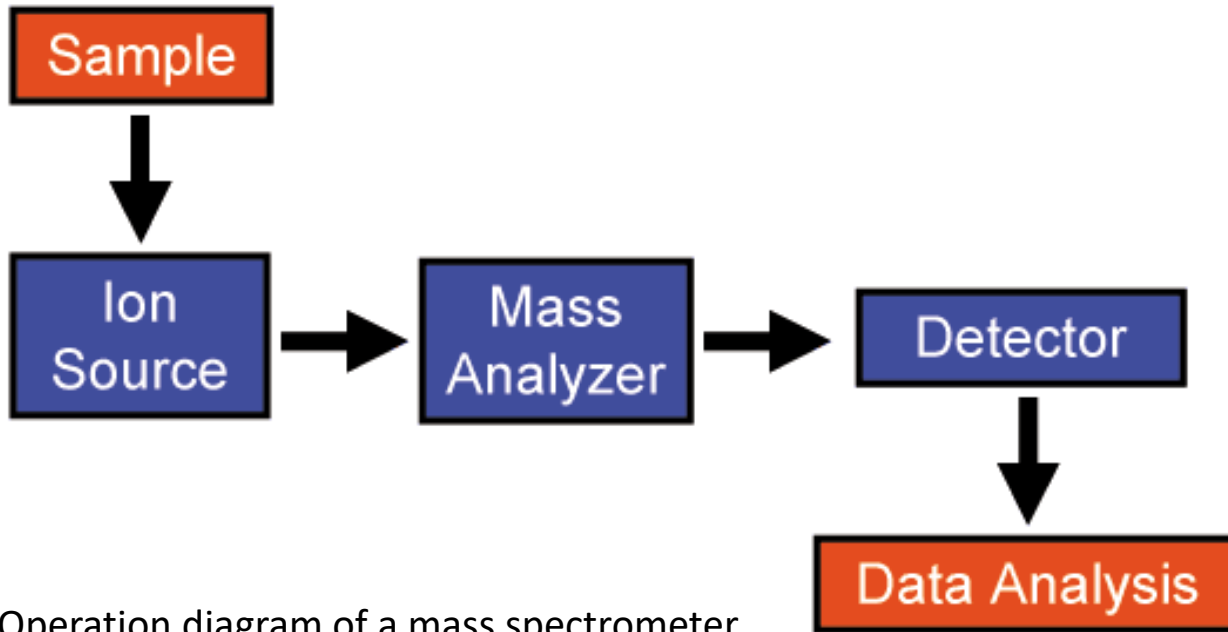 Sample
Ion
Source
Mass
Analyzer
Detector
Data Analysis
Operation diagram of a mass spectrometer